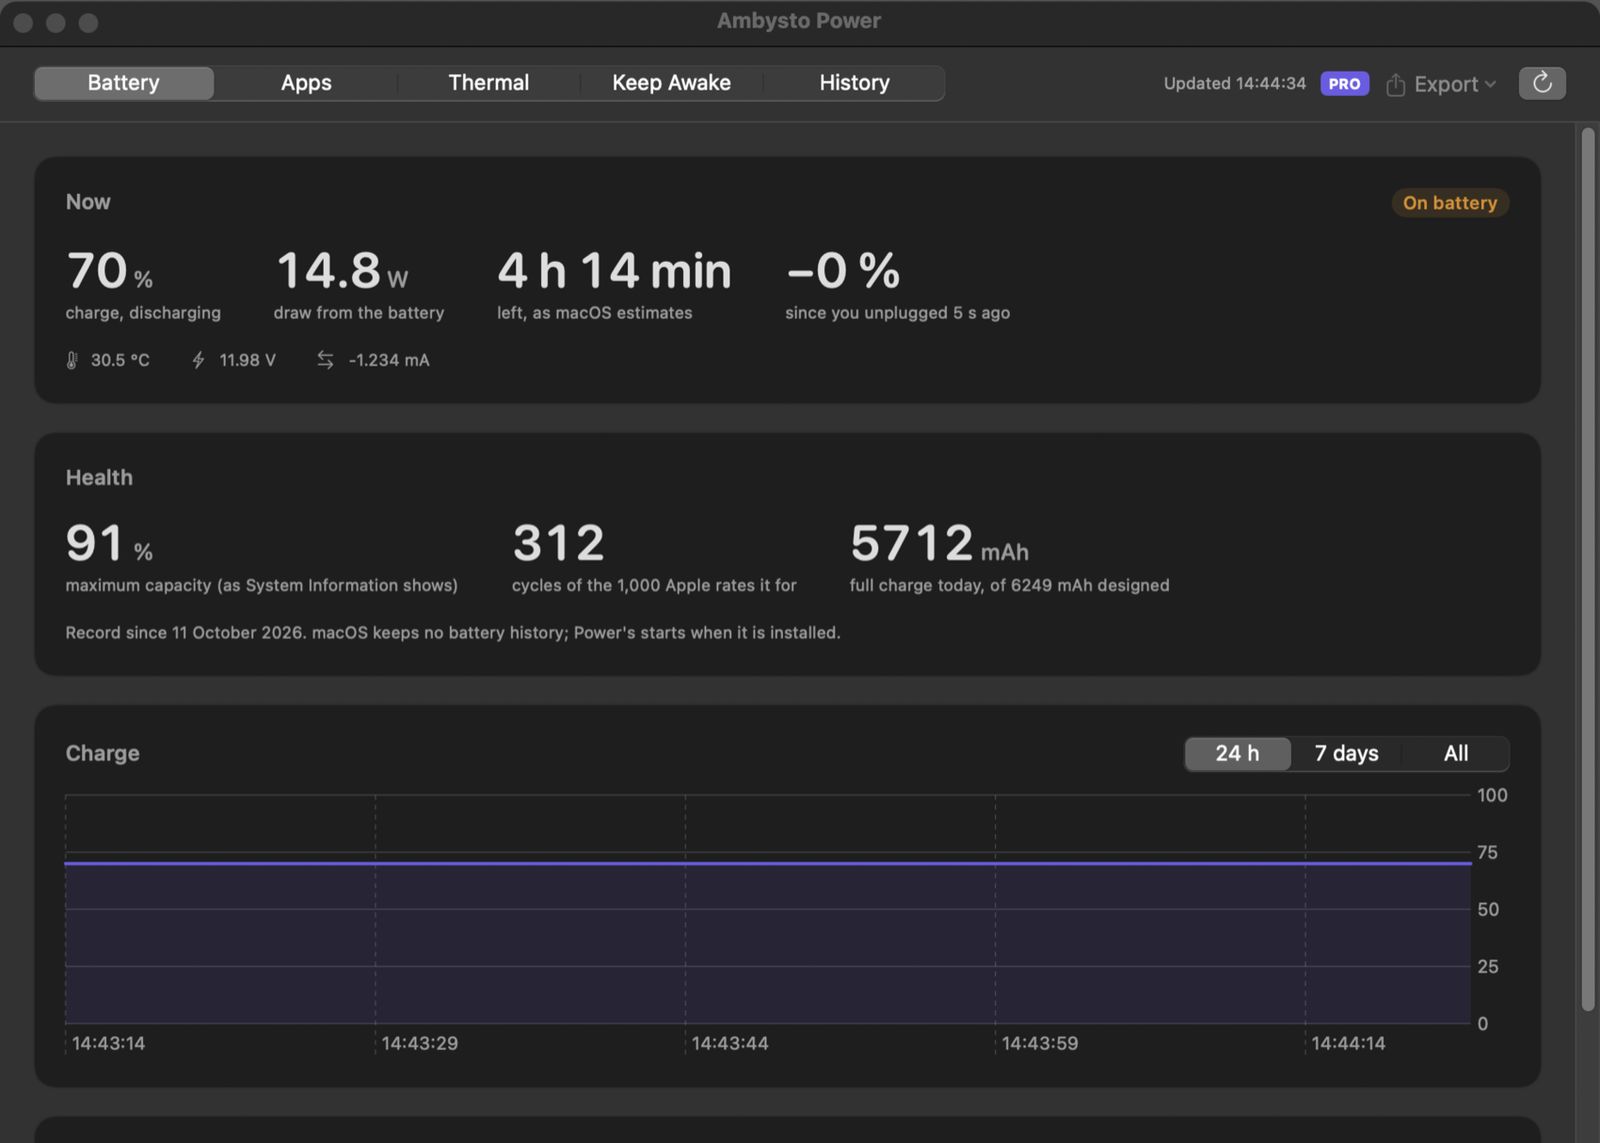 Ambysto Power
Battery Apps Thermal Keep Awake History Updated 14:44:34 PRO Export
Now On battery
70 % 14.8 W 4 h 14 min –0 %
charge, discharging draw from the battery left, as macOS estimates since you unplugged 5 s ago
30.5 °C 11.98 V -1.234 mA
Health
91 % 312 5712 mAh
maximum capacity (as System Information shows) cycles of the 1,000 Apple rates it for full charge today, of 6249 mAh designed
Record since 11 October 2026. macOS keeps no battery history; Power's starts when it is installed.
Charge 24 h 7 days All
100
75
50
25
0
14:43:14 14:43:29 14:43:44 14:43:59 14:44:14